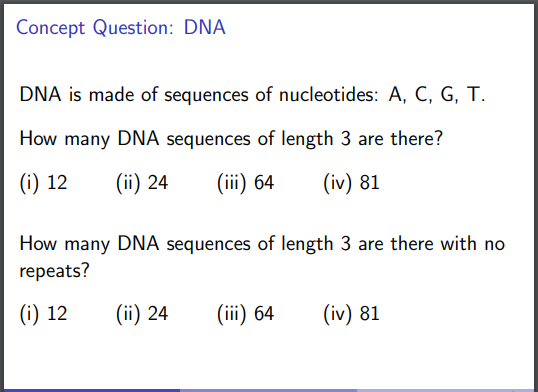 Concept Question: DNA
DNA is made of sequences of nucleotides: A, C, G, T.
How many DNA sequences of length 3 are there?
(i) 12 (ii) 24 (iii) 64 (iv) 81
How many DNA sequences of length 3 are there with no
repeats?
(i) 12 (ii) 24 (iii) 64 (iv) 81